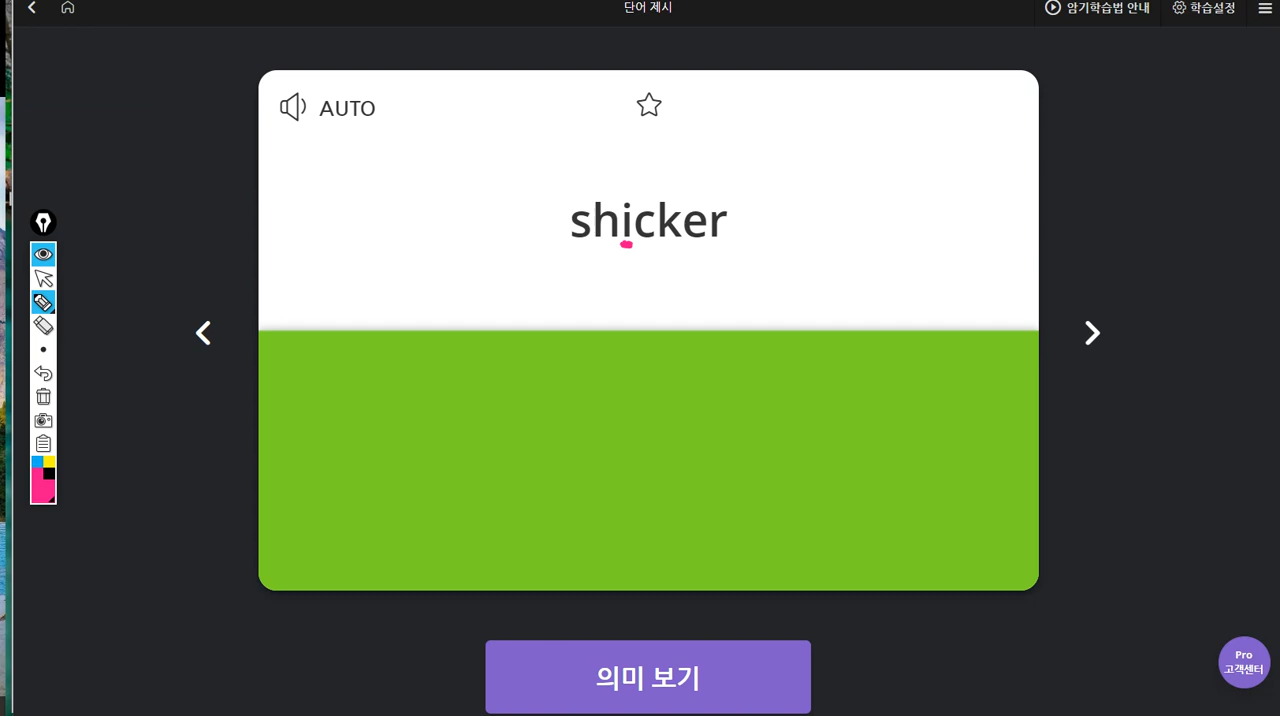 단어 제시
암기학습법 안내
학습설정
AUTO
shicker
의미 보기
Pro
고객센터